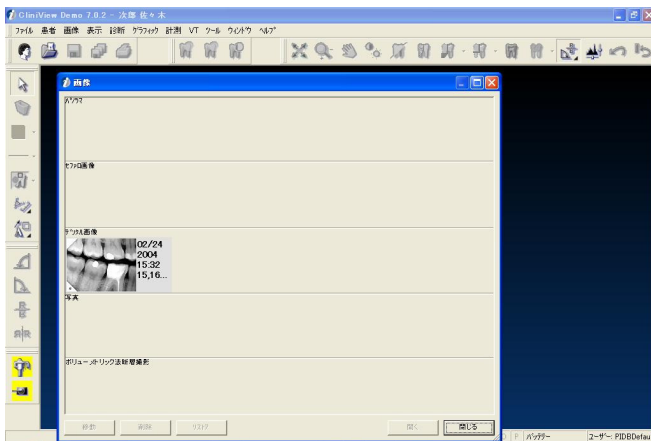 CliniView Demo 7.0.2 - 次郎 佐々木
ファイル 患者 画像 表示 診断 グラフィック 計測 VT ツール ウィンドウ ヘルプ
画像
パノラマ
セファロ画像
デンタル画像
02/24
2004
15:32
15,16...
写真
ボリューメトリック法断層撮影
移動 削除 リストア 開く 閉じる
バッテリー ユーザー: PIDBDefau